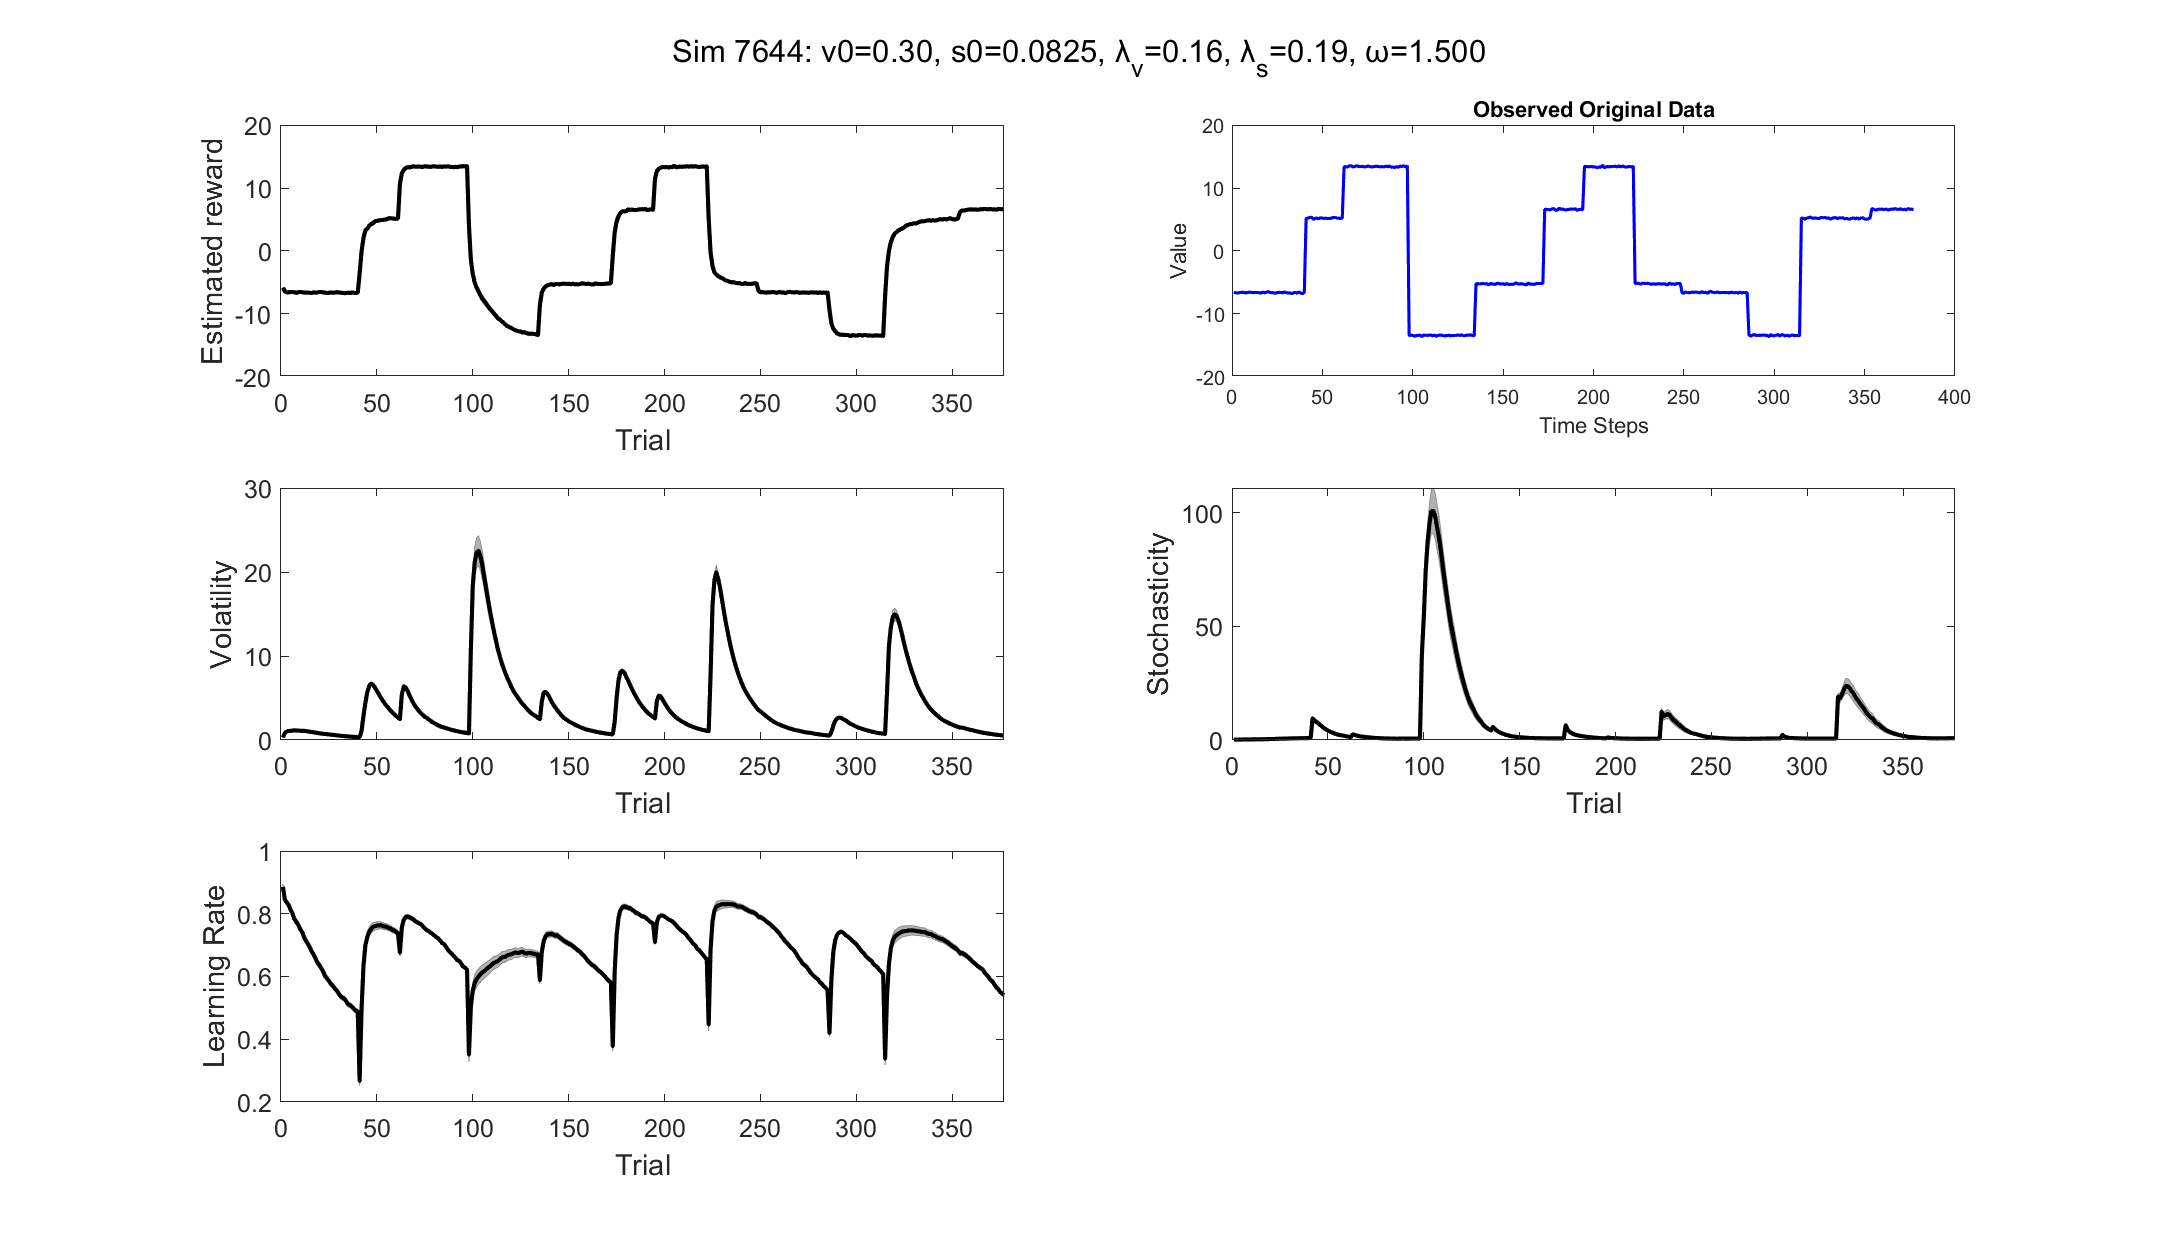 Sim 7644: v0=0.30, s0=0.0825, λv=0.16, λs=0.19, ω=1.500
20
10
0
-10
-20
Estimated reward
0 50 100 150 200 250 300 350
Trial
Observed Original Data
20
10
0
-10
-20
Value
0 50 100 150 200 250 300 350 400
Time Steps
30
20
10
0
Volatility
0 50 100 150 200 250 300 350
Trial
100
50
0
Stochasticity
0 50 100 150 200 250 300 350
Trial
1
0.8
0.6
0.4
0.2
Learning Rate
0 50 100 150 200 250 300 350
Trial